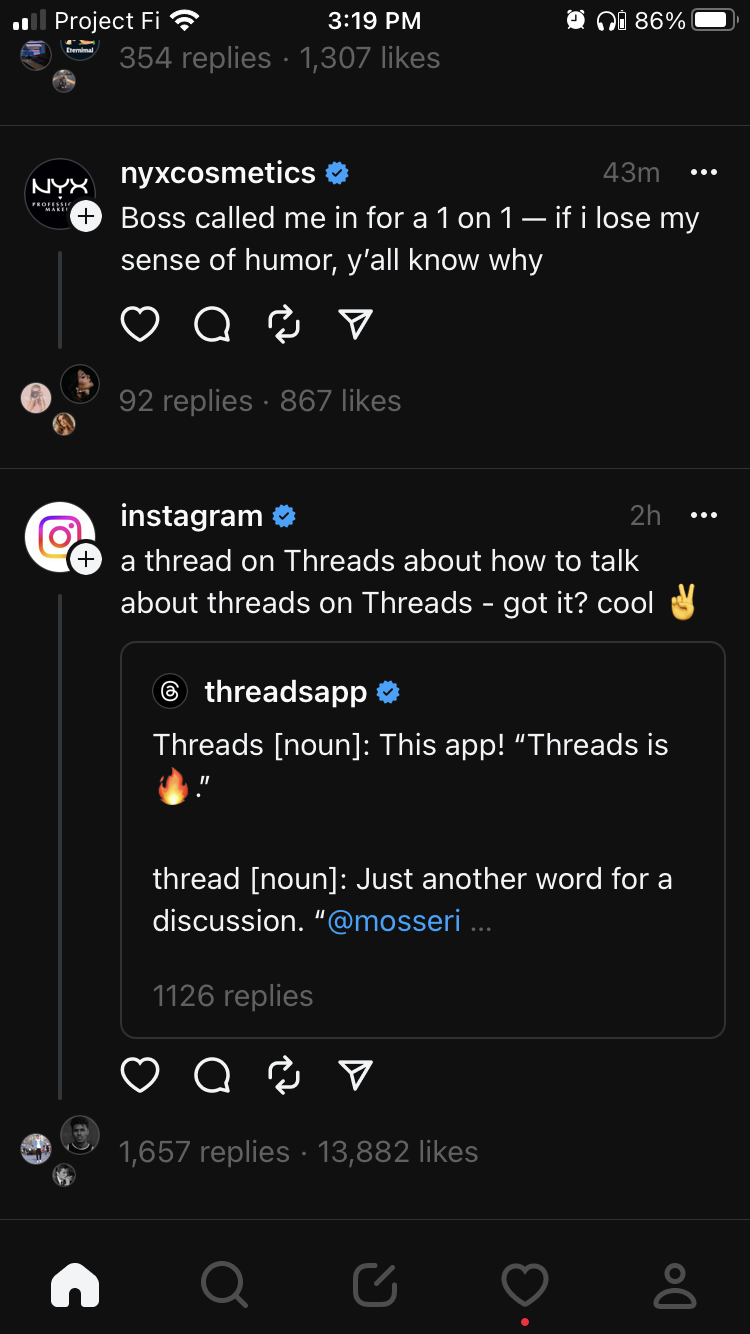 Project Fi 3:19 PM 86%
Eternimal
354 replies · 1,307 likes
nyxcosmetics 43m
NYX
PROFESSIO
MAKE
Boss called me in for a 1 on 1 — if i lose my
sense of humor, y’all know why
92 replies · 867 likes
instagram 2h
a thread on Threads about how to talk
about threads on Threads - got it? cool ✌️
threadsapp
Threads [noun]: This app! “Threads is
🔥.”
thread [noun]: Just another word for a
discussion. “@mosseri ...
1126 replies
1,657 replies · 13,882 likes